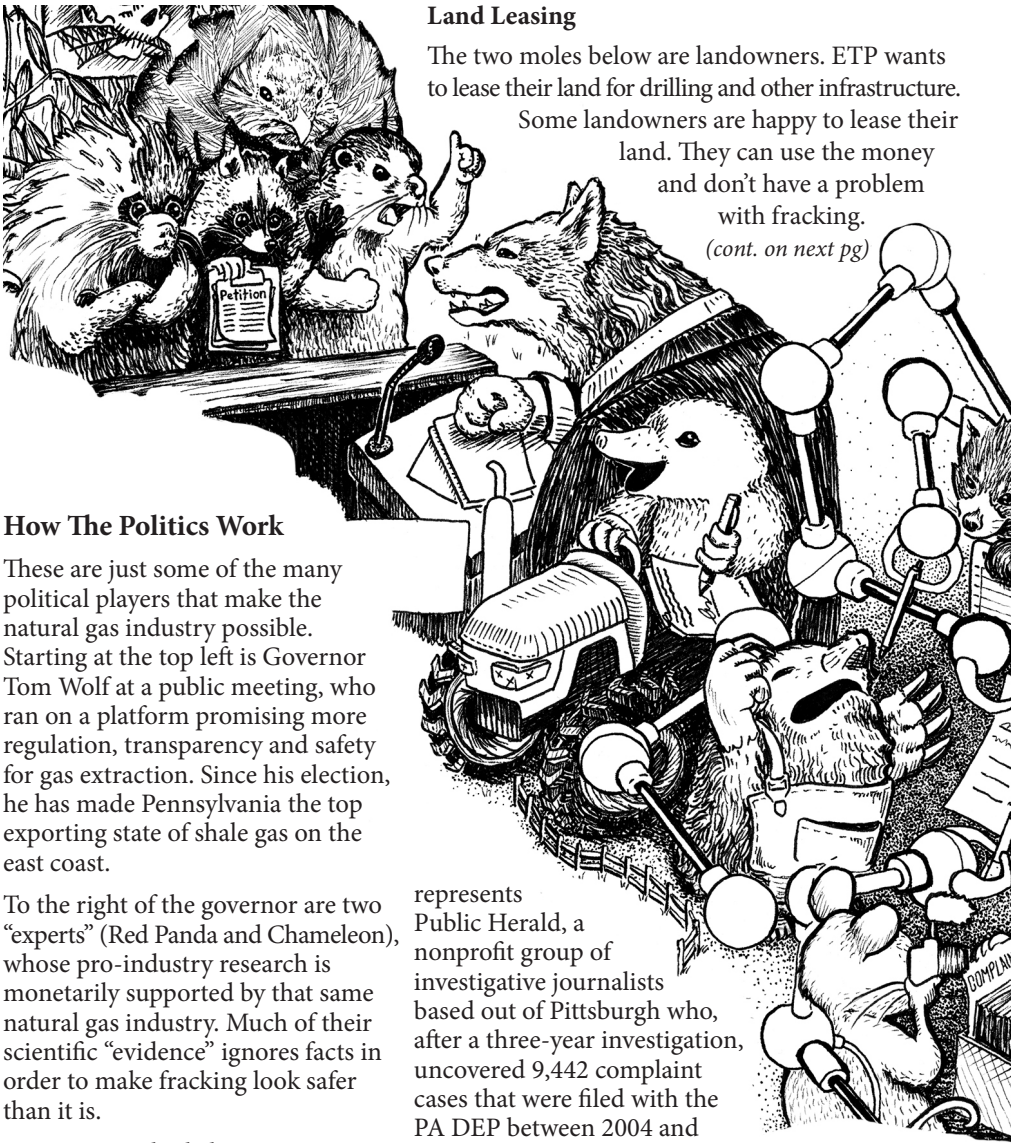 Land Leasing
The two moles below are landowners. ETP wants
to lease their land for drilling and other infrastructure.
Some landowners are happy to lease their
land. They can use the money
and don’t have a problem
with fracking.
(cont. on next pg)
Petition
How The Politics Work
These are just some of the many
political players that make the
natural gas industry possible.
Starting at the top left is Governor
Tom Wolf at a public meeting, who
ran on a platform promising more
regulation, transparency and safety
for gas extraction. Since his election,
he has made Pennsylvania the top
exporting state of shale gas on the
east coast.
To the right of the governor are two
“experts” (Red Panda and Chameleon),
whose pro-industry research is
monetarily supported by that same
natural gas industry. Much of their
scientific “evidence” ignores facts in
order to make fracking look safer
than it is.
represents
Public Herald, a
nonprofit group of
investigative journalists
based out of Pittsburgh who,
after a three-year investigation,
uncovered 9,442 complaint
cases that were filed with the
PA DEP between 2004 and
COMPLAI